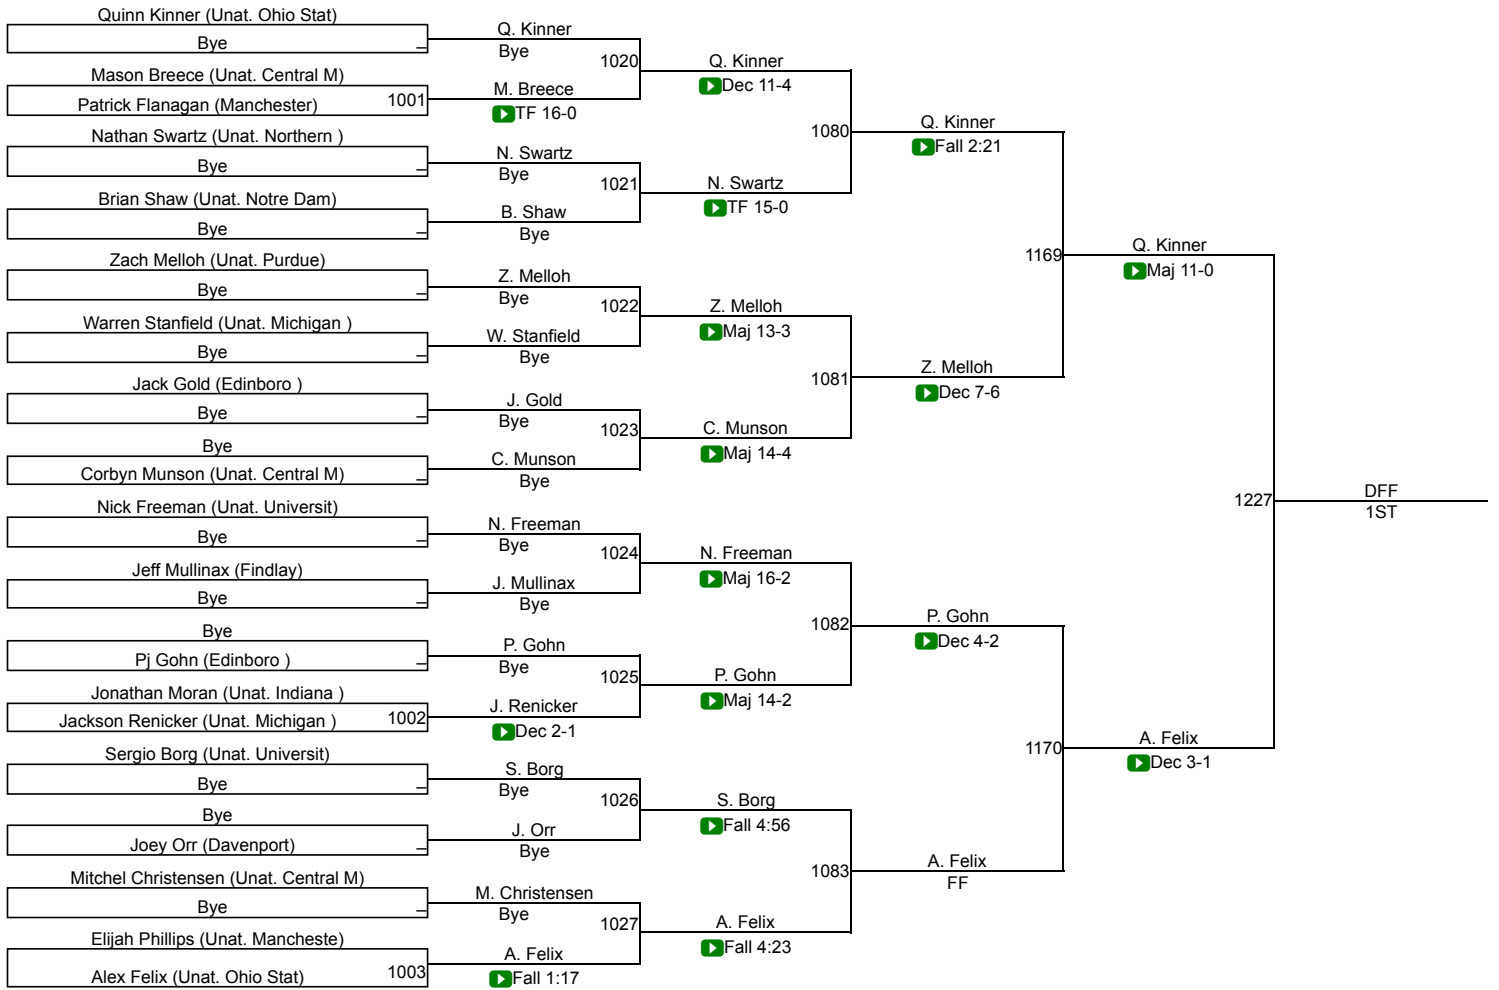 Quinn Kinner (Unat. Ohio Stat)
Bye
Mason Breece (Unat. Central M)
Patrick Flanagan (Manchester) 1001
Nathan Swartz (Unat. Northern )
Bye
Brian Shaw (Unat. Notre Dam)
Bye
Zach Melloh (Unat. Purdue)
Bye
Warren Stanfield (Unat. Michigan )
Bye
Jack Gold (Edinboro )
Bye
Bye
Corbyn Munson (Unat. Central M)
Nick Freeman (Unat. Universit)
Bye
Jeff Mullinax (Findlay)
Bye
Bye
Pj Gohn (Edinboro )
Jonathan Moran (Unat. Indiana )
Jackson Renicker (Unat. Michigan ) 1002
Sergio Borg (Unat. Universit)
Bye
Bye
Joey Orr (Davenport)
Mitchel Christensen (Unat. Central M)
Bye
Elijah Phillips (Unat. Mancheste)
Alex Felix (Unat. Ohio Stat) 1003
Q. Kinner
Bye
1020
M. Breece
TF 16-0
N. Swartz
Bye
1021
B. Shaw
Bye
Z. Melloh
Bye
1022
W. Stanfield
Bye
J. Gold
Bye
1023
C. Munson
Bye
N. Freeman
Bye
1024
J. Mullinax
Bye
P. Gohn
Bye
1025
J. Renicker
Dec 2-1
S. Borg
Bye
1026
J. Orr
Bye
M. Christensen
Bye
1027
A. Felix
Fall 1:17
Q. Kinner
Dec 11-4
1080
N. Swartz
TF 15-0
Z. Melloh
Maj 13-3
1081
C. Munson
Maj 14-4
N. Freeman
Maj 16-2
1082
P. Gohn
Maj 14-2
S. Borg
Fall 4:56
1083
A. Felix
Fall 4:23
Q. Kinner
Fall 2:21
1169
Z. Melloh
Dec 7-6
P. Gohn
Dec 4-2
1170
A. Felix
FF
Q. Kinner
Maj 11-0
1227
A. Felix
Dec 3-1
DFF
1ST